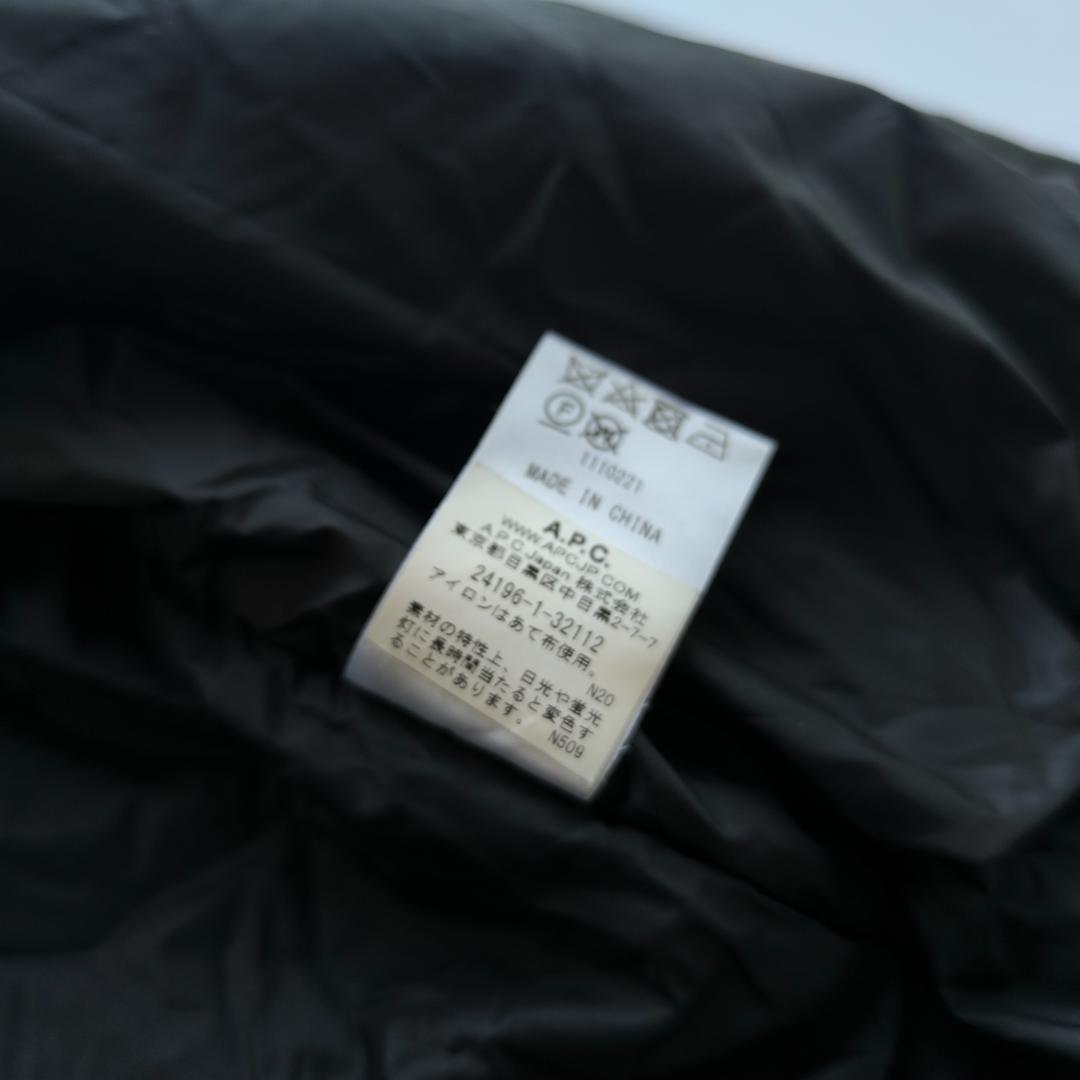 F
1110221
MADE IN CHINA
A.P.C.
WWW.APCJP.COM
A.P.C.Japan 株式会社
東京都目黒区中目黒2-7-7
24196-1-32112
アイロンはあて布使用。
N20
素材の特性上、日光や蛍光
灯に長時間当たると変色す
ることがあります。
N509